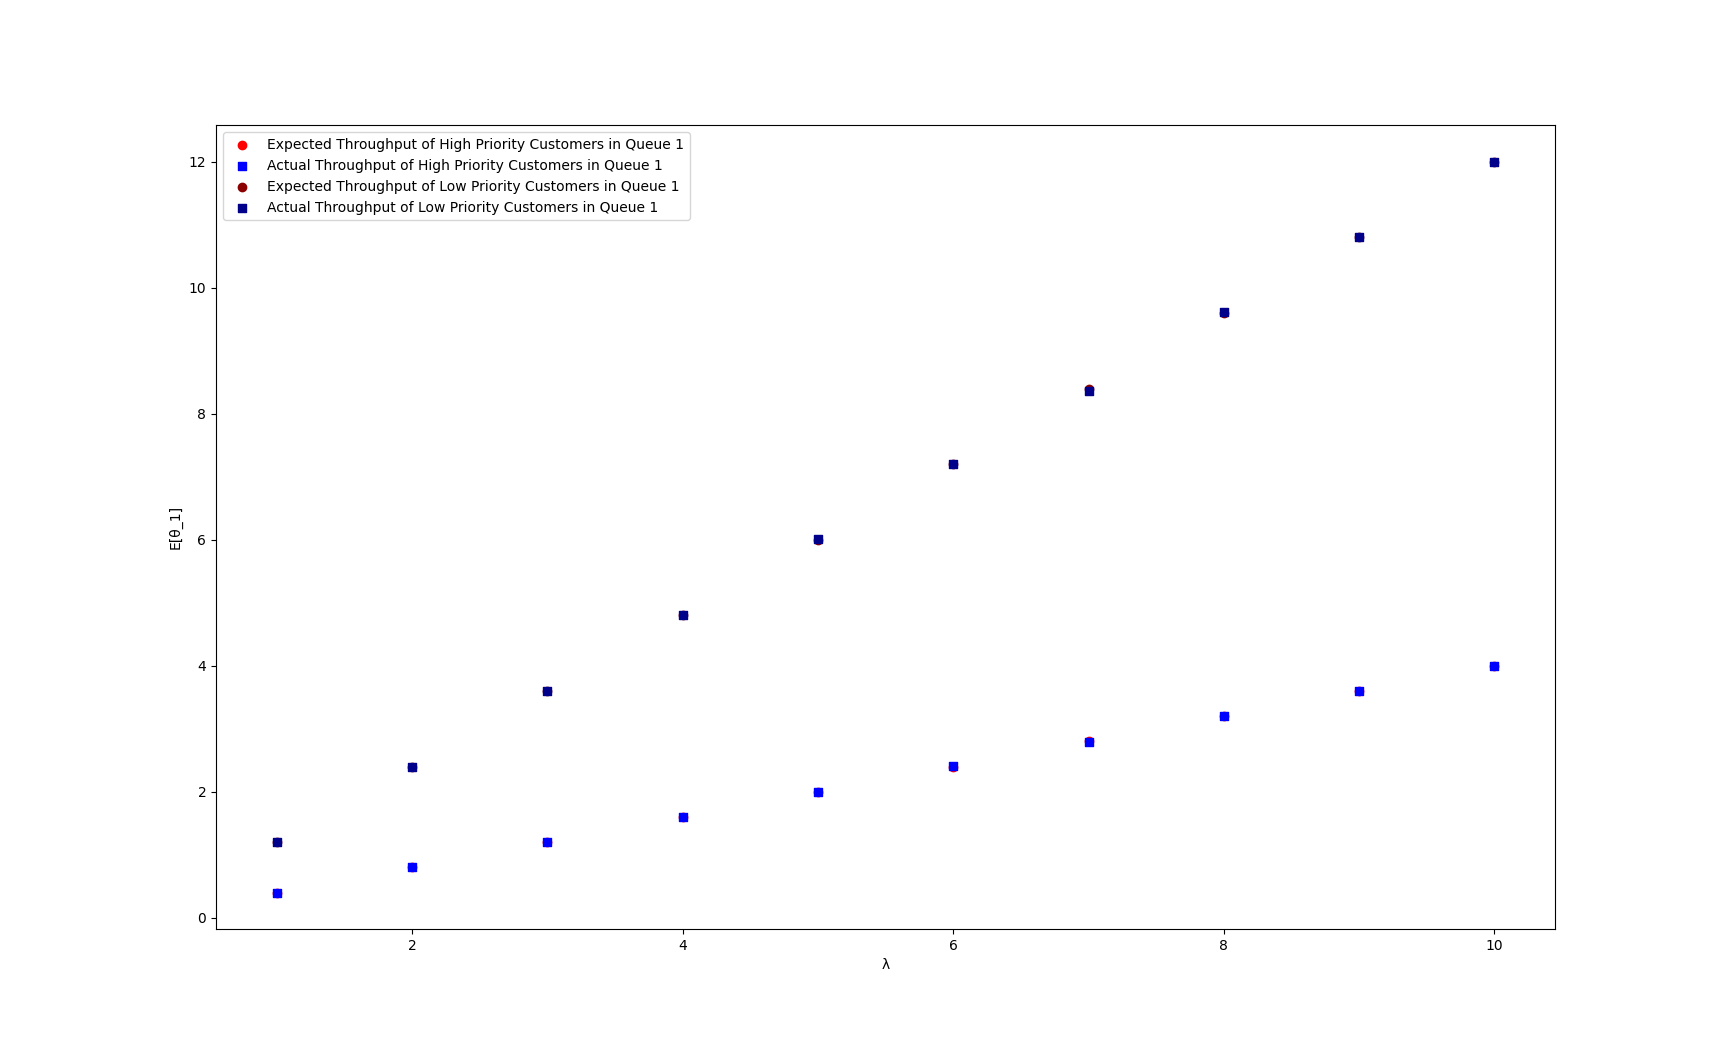 Expected Throughput of High Priority Customers in Queue 1
Actual Throughput of High Priority Customers in Queue 1
Expected Throughput of Low Priority Customers in Queue 1
Actual Throughput of Low Priority Customers in Queue 1
12
10
8
6
4
2
0
E[θ_1]
2 4 6 8 10
λ